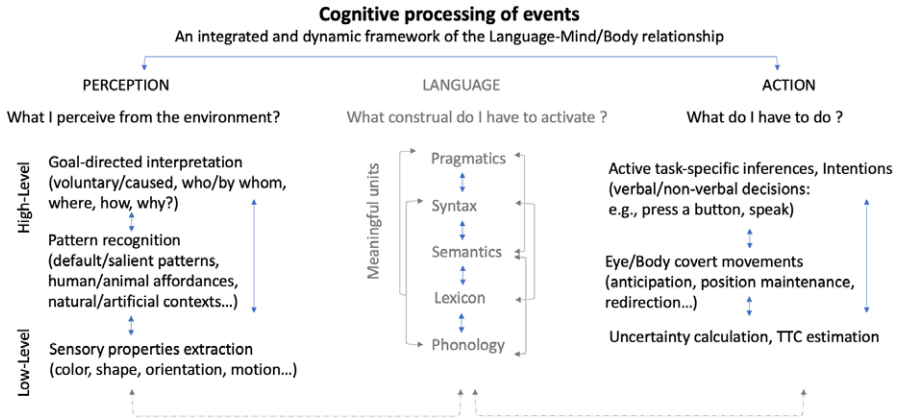 Cognitive processing of events
An integrated and dynamic framework of the Language-Mind/Body relationship
PERCEPTION
What I perceive from the environment?
High-Level
Goal-directed interpretation
(voluntary/caused, who/by whom,
where, how, why?)
Pattern recognition
(default/salient patterns,
human/animal affordances,
natural/artificial contexts...)
Low-Level
Sensory properties extraction
(color, shape, orientation, motion...)
LANGUAGE
What construal do I have to activate ?
Meaningful units
Pragmatics
Syntax
Semantics
Lexicon
Phonology
ACTION
What do I have to do ?
Active task-specific inferences, Intentions
(verbal/non-verbal decisions:
e.g., press a button, speak)
Eye/Body covert movements
(anticipation, position maintenance,
redirection...)
Uncertainty calculation, TTC estimation